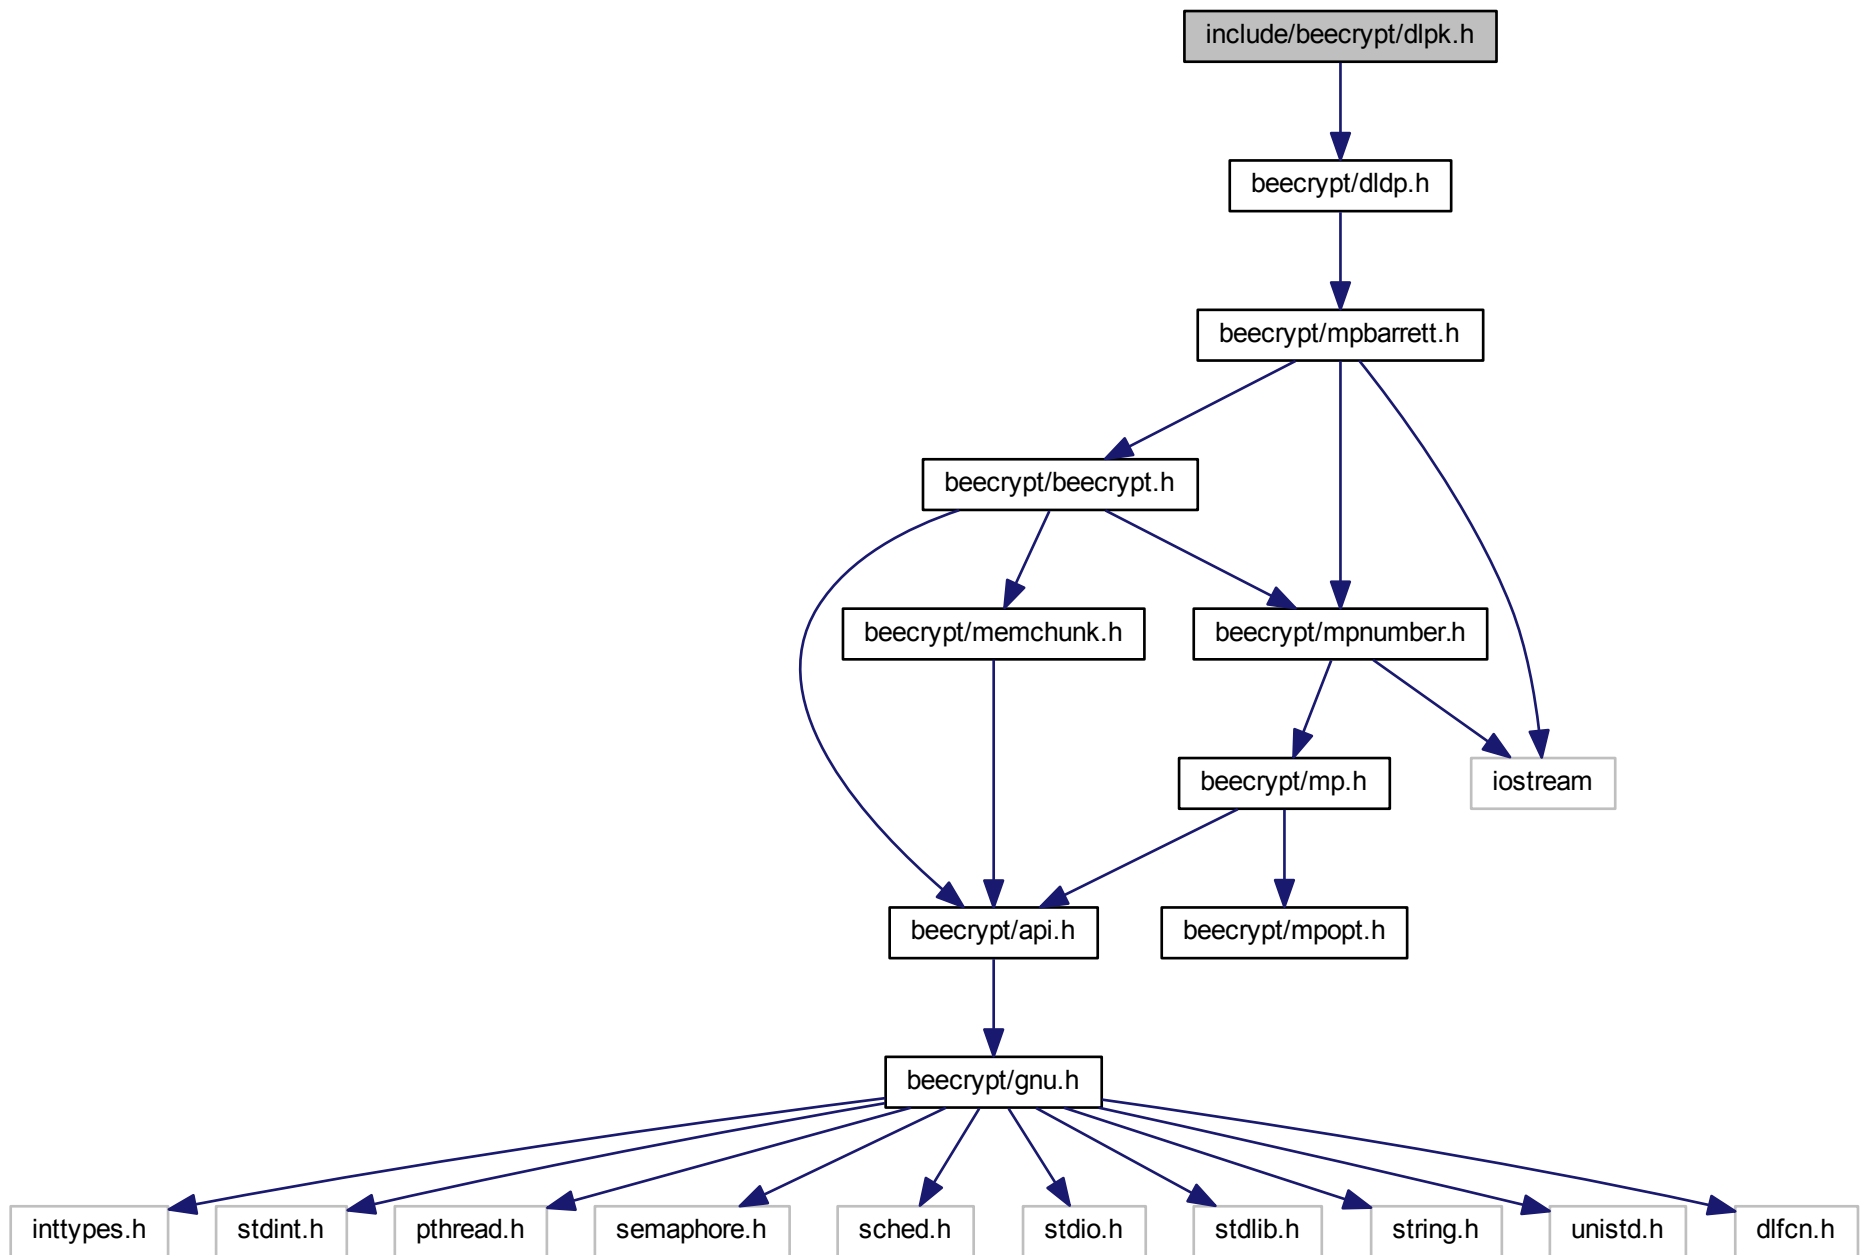 include/beecrypt/dlpk.h
beecrypt/dldp.h
beecrypt/mpbarrett.h
beecrypt/beecrypt.h
beecrypt/memchunk.h
beecrypt/mpnumber.h
beecrypt/mp.h
iostream
beecrypt/api.h
beecrypt/mpopt.h
beecrypt/gnu.h
inttypes.h
stdint.h
pthread.h
semaphore.h
sched.h
stdio.h
stdlib.h
string.h
unistd.h
dlfcn.h